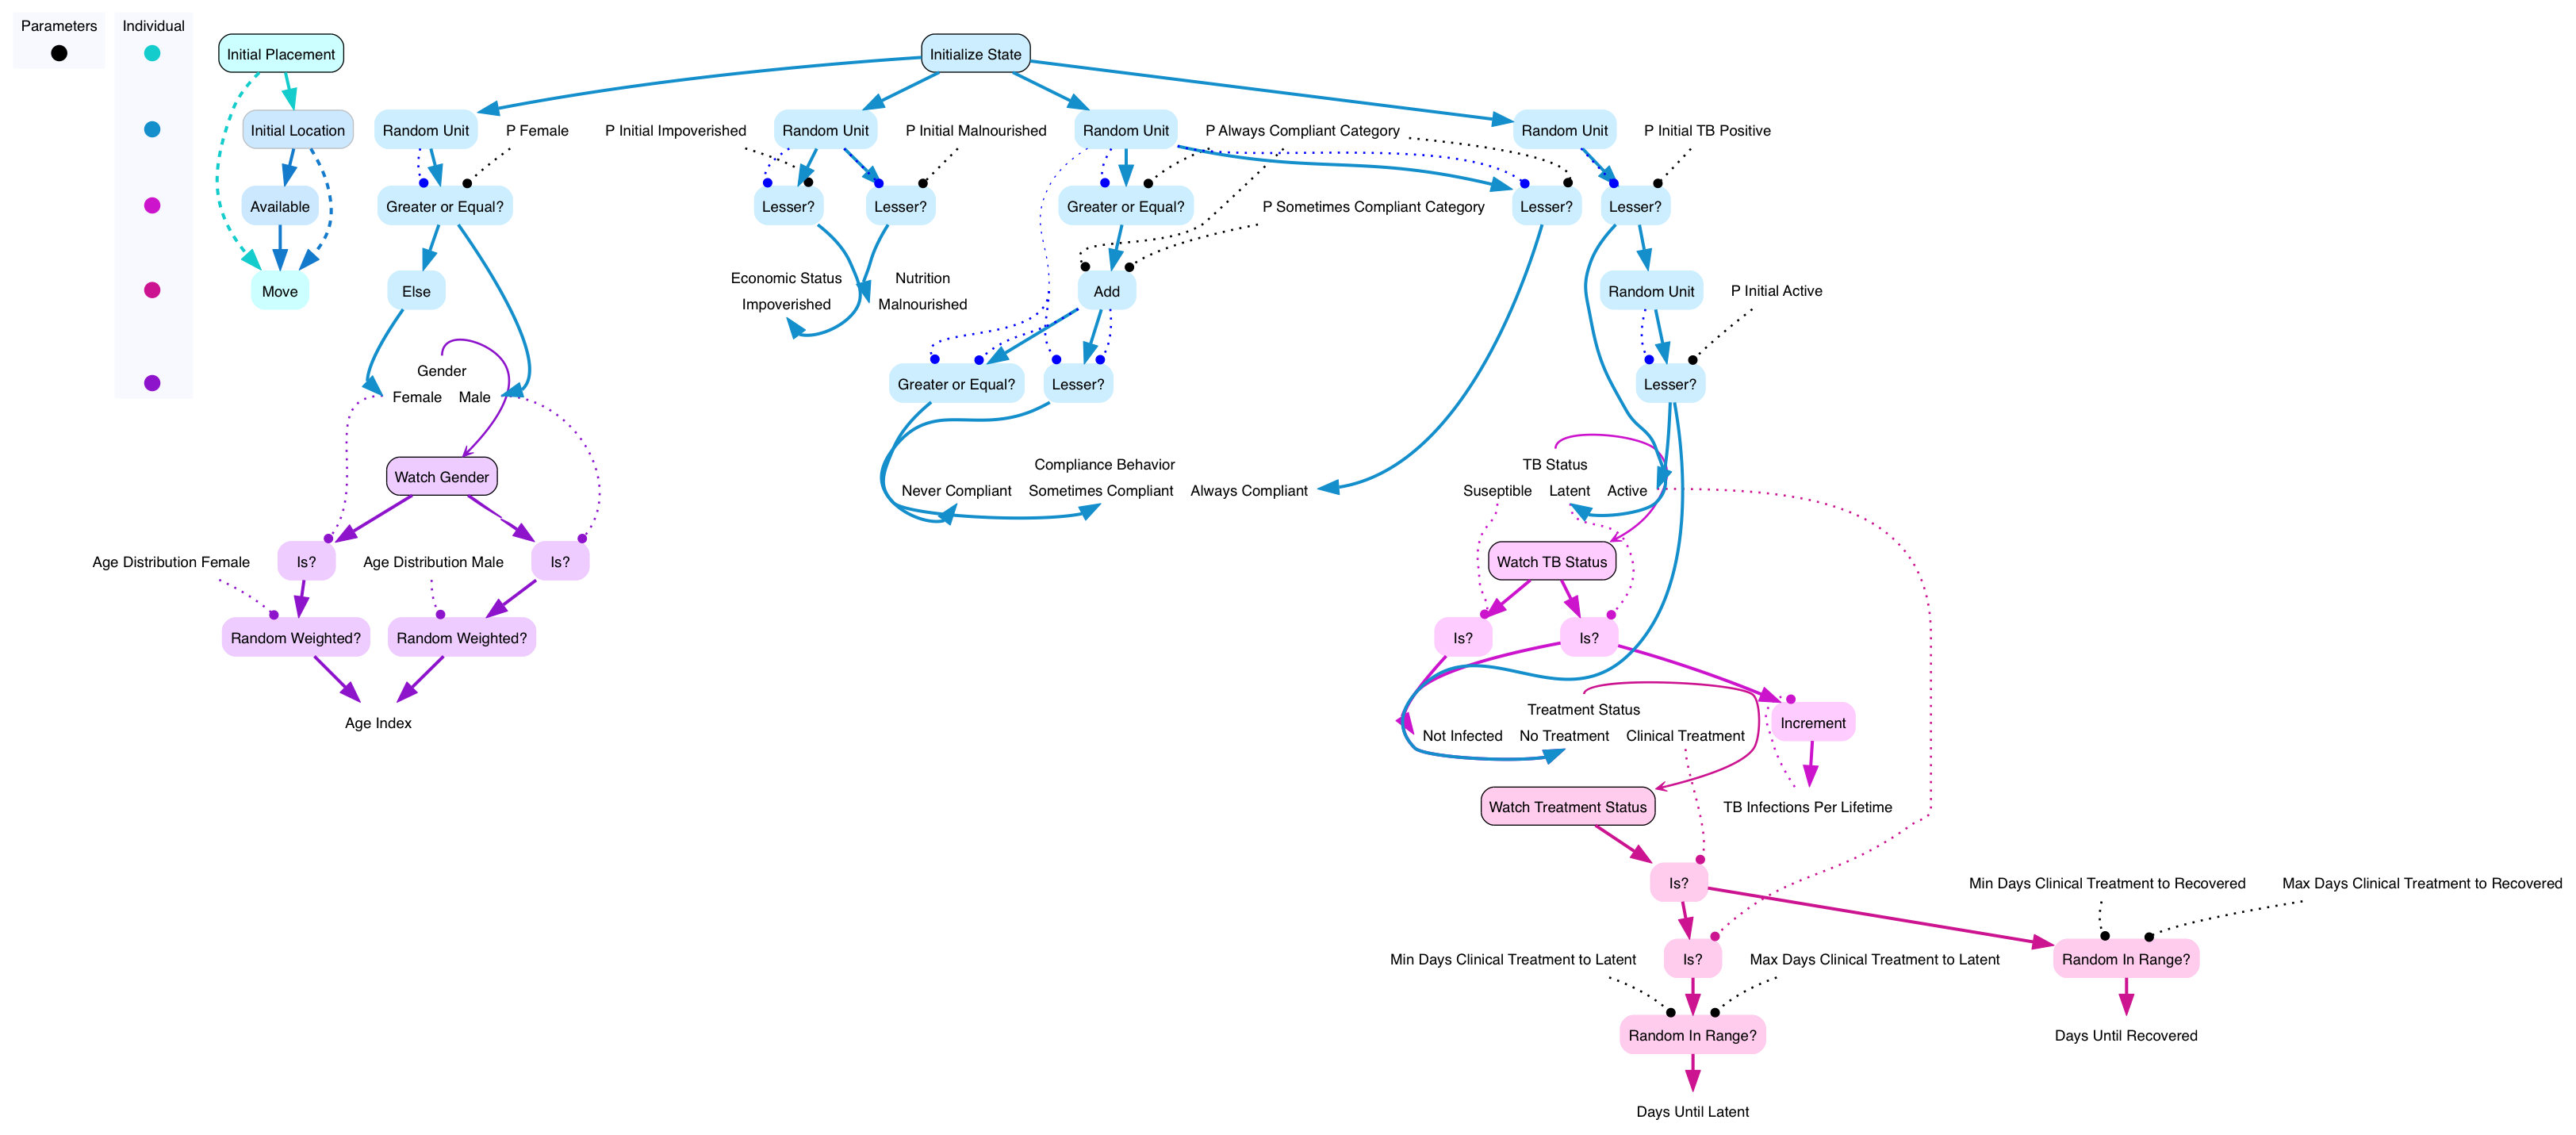 Parameters
Individual
Initial Placement
Initialize State
Initial Location
Random Unit
P Female
P Initial Impoverished
Random Unit
P Initial Malnourished
Random Unit
P Always Compliant Category
Random Unit
P Initial TB Positive
Available
Greater or Equal?
Lesser?
Lesser?
Greater or Equal?
P Sometimes Compliant Category
Lesser?
Lesser?
Move
Else
Economic Status
Impoverished
Nutrition
Malnourished
Add
Random Unit
P Initial Active
Gender
Female
Male
Greater or Equal?
Lesser?
Lesser?
Watch Gender
Compliance Behavior
Never Compliant
Sometimes Compliant
Always Compliant
TB Status
Suseptible
Latent
Active
Age Distribution Female
Is?
Age Distribution Male
Is?
Watch TB Status
Random Weighted?
Random Weighted?
Is?
Is?
Age Index
Treatment Status
Not Infected
No Treatment
Clinical Treatment
Increment
Watch Treatment Status
TB Infections Per Lifetime
Is?
Min Days Clinical Treatment to Recovered
Max Days Clinical Treatment to Recovered
Min Days Clinical Treatment to Latent
Is?
Max Days Clinical Treatment to Latent
Random In Range?
Random In Range?
Days Until Recovered
Days Until Latent